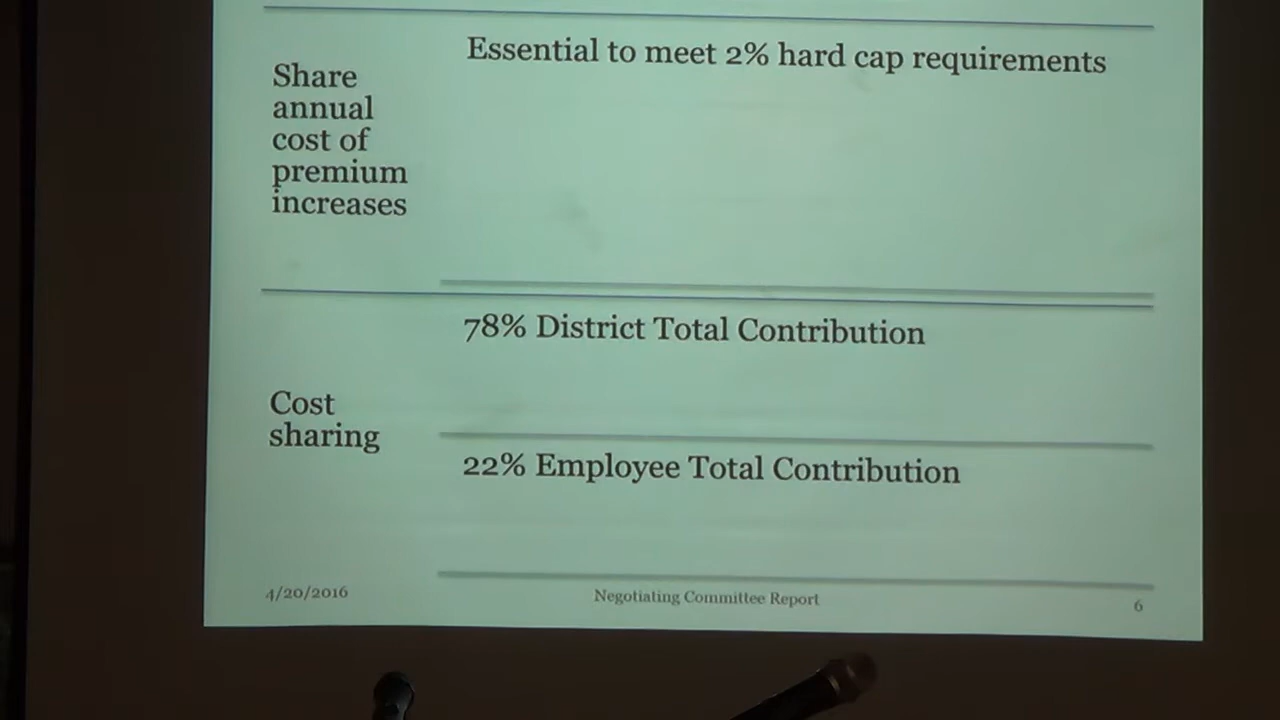 Essential to meet 2% hard cap requirements
Share
annual
cost of
premium
increases
78% District Total Contribution
Cost
sharing
22% Employee Total Contribution
4/20/2016
Negotiating Committee Report
6